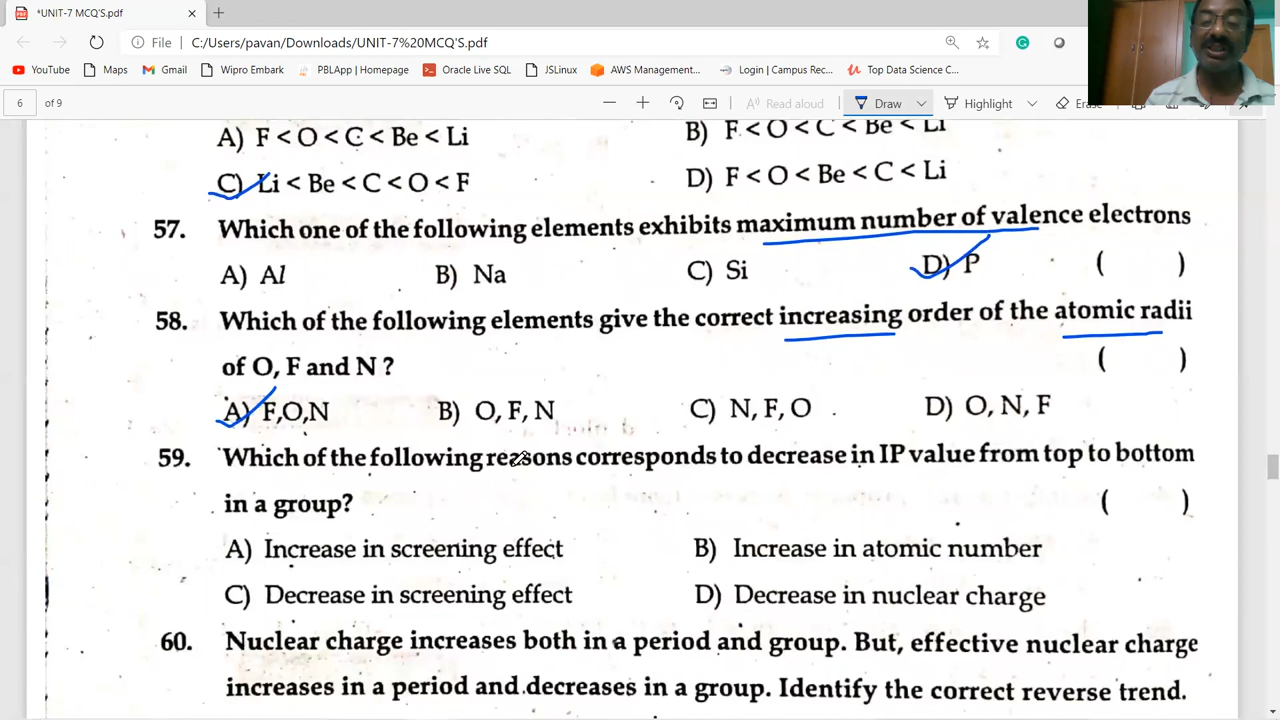 *UNIT-7 MCQ'S.pdf
File C:/Users/pavan/Downloads/UNIT-7%20MCQ'S.pdf
YouTube Maps Gmail Wipro Embark PBLApp | Homepage Oracle Live SQL JSLinux AWS Management... Login | Campus Rec... Top Data Science C...
6 of 9 Read aloud Draw Highlight Erase
A) F < O < C < Be < Li B) F < O < C < Be < Li
C) Li < Be < C < O < F D) F < O < Be < C < Li
57. Which one of the following elements exhibits maximum number of valence electrons
A) Al B) Na C) Si D) P ( )
58. Which of the following elements give the correct increasing order of the atomic radii
of O, F and N ? ( )
A) F,O,N B) O, F, N C) N, F, O D) O, N, F
59. Which of the following reasons corresponds to decrease in IP value from top to bottom
in a group? ( )
A) Increase in screening effect B) Increase in atomic number
C) Decrease in screening effect D) Decrease in nuclear charge
60. Nuclear charge increases both in a period and group. But, effective nuclear charge
increases in a period and decreases in a group. Identify the correct reverse trend.